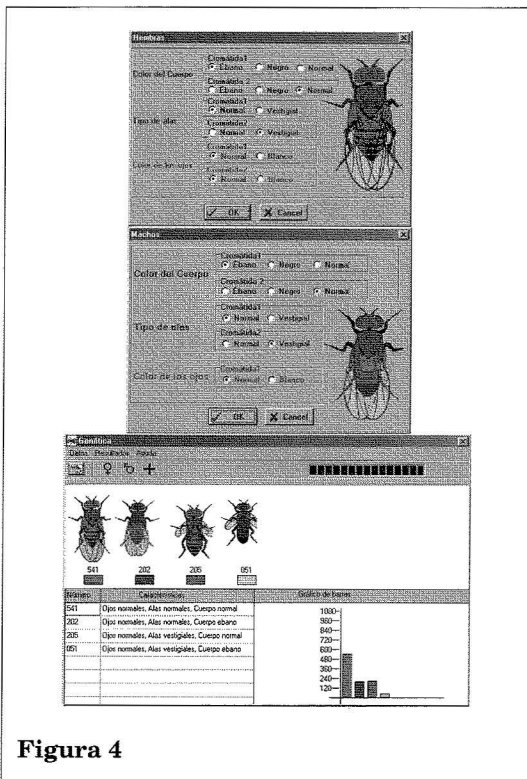 Hembras
Color del Cuerpo
Cromátida1
Ébano Negro Normal
Cromátida 2
Ébano Negro Normal
Tipo de alas
Cromátida1
Normal Vestigial
Cromátida2
Normal Vestigial
Color de los ojos
Cromátida1
Normal Blanco
Cromátida2
Normal Blanco
OK Cancel
Machos
Color del Cuerpo
Cromátida1
Ébano Negro Normal
Cromátida 2
Ébano Negro Normal
Tipo de alas
Cromátida1
Normal Vestigial
Cromátida2
Normal Vestigial
Color de los ojos
Normal Blanco
OK Cancel
Genética
Datos Resultados Ayuda
541 202 205 051
Número Características Gráfico de barras
541 Ojos normales, Alas normales, Cuerpo normal
202 Ojos normales, Alas normales, Cuerpo ebano
205 Ojos normales, Alas vestigiales, Cuerpo normal
051 Ojos normales, Alas vestigiales, Cuerpo ebano
960
840
720
600
480
360
240
120
Figura 4